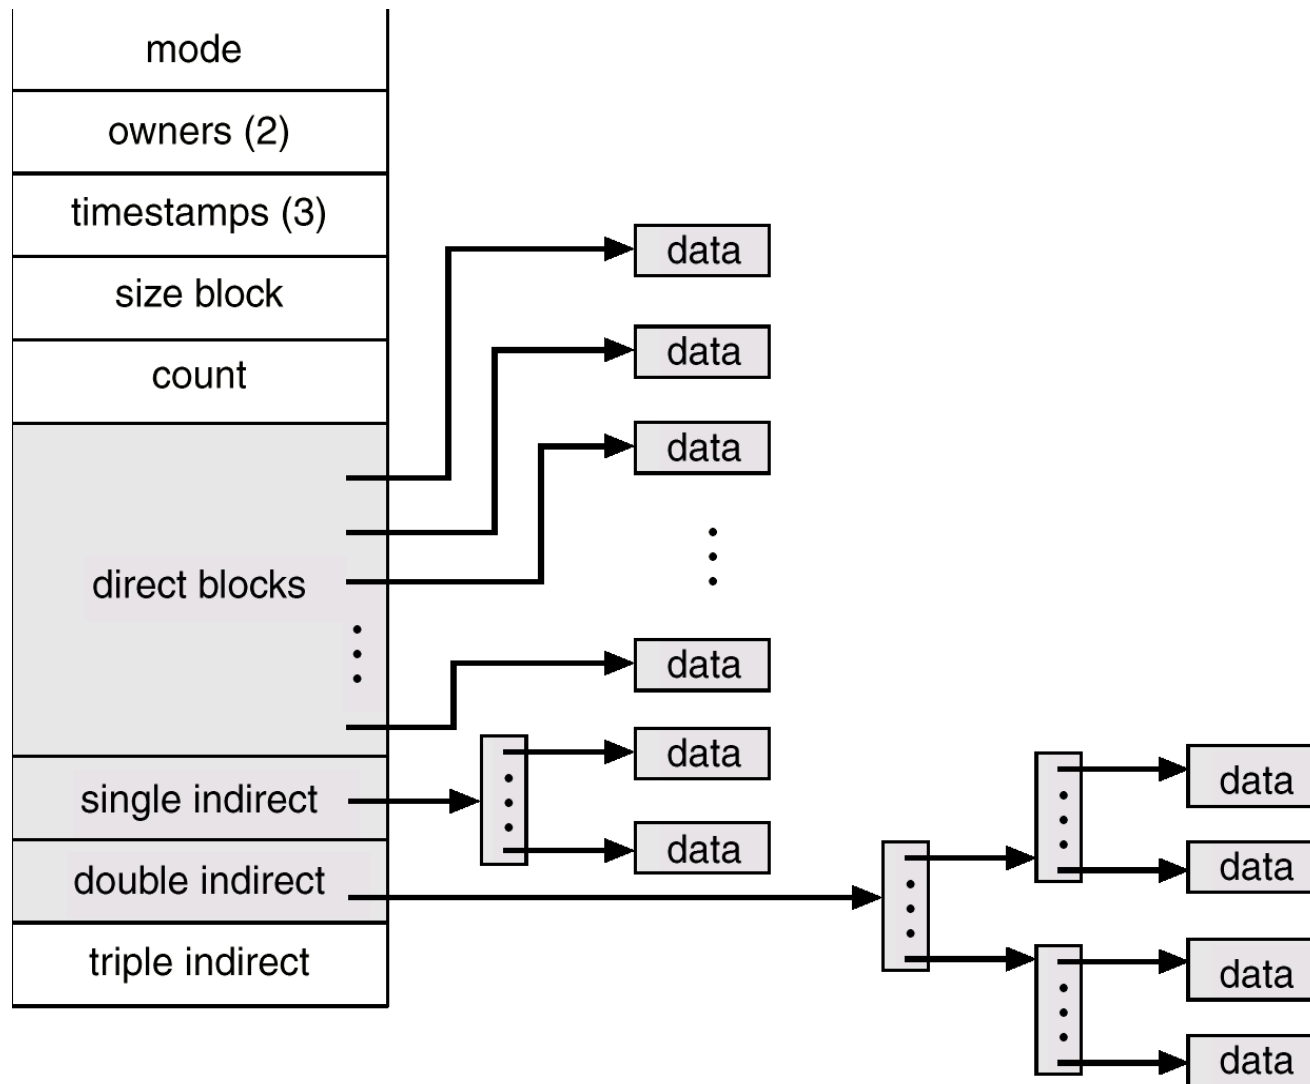 mode
owners (2)
timestamps (3)
size block
count
direct blocks
single indirect
double indirect
triple indirect
data
data
data
data
data
data
data
data
data
data